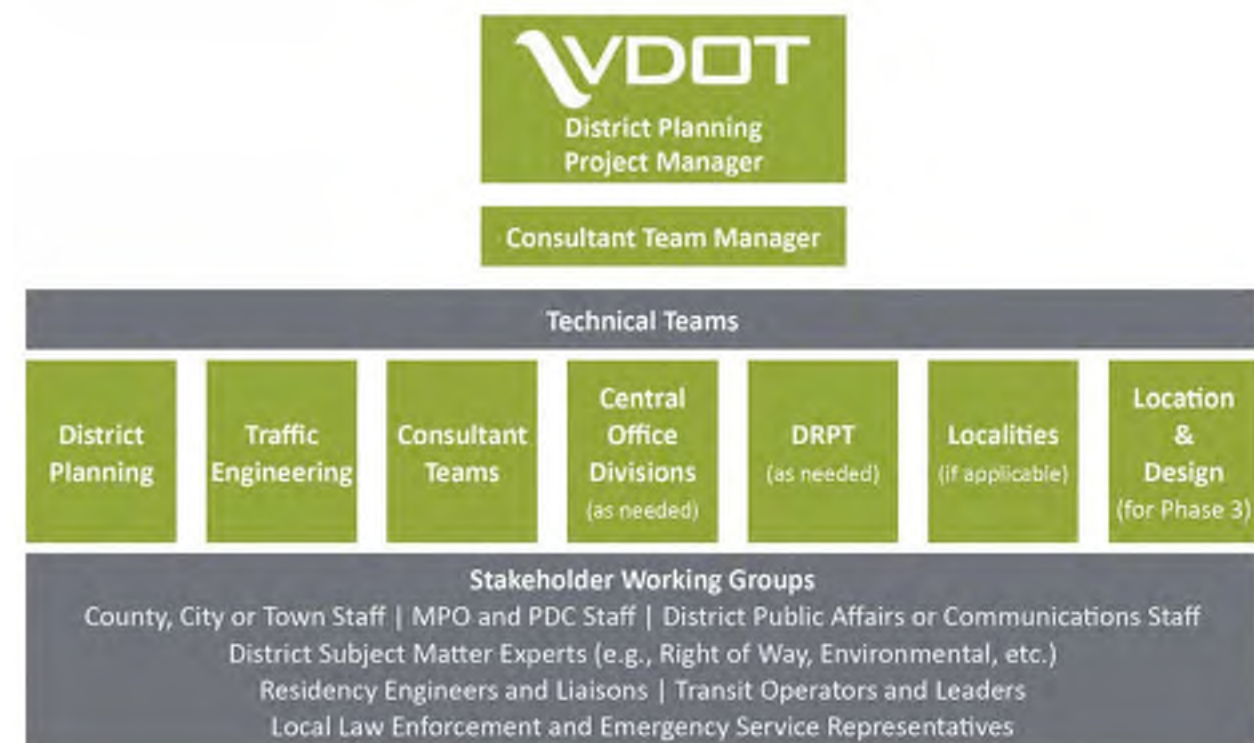 VDOT
District Planning
Project Manager
Consultant Team Manager
Technical Teams
District
Planning
Traffic
Engineering
Consultant
Teams
Central
Office
Divisions
(as needed)
DRPT
(as needed)
Localities
(if applicable)
Location
&
Design
(for Phase 3)
Stakeholder Working Groups
County, City or Town Staff | MPO and PDC Staff | District Public Affairs or Communications Staff
District Subject Matter Experts (e.g., Right of Way, Environmental, etc.)
Residency Engineers and Liaisons | Transit Operators and Leaders
Local Law Enforcement and Emergency Service Representatives